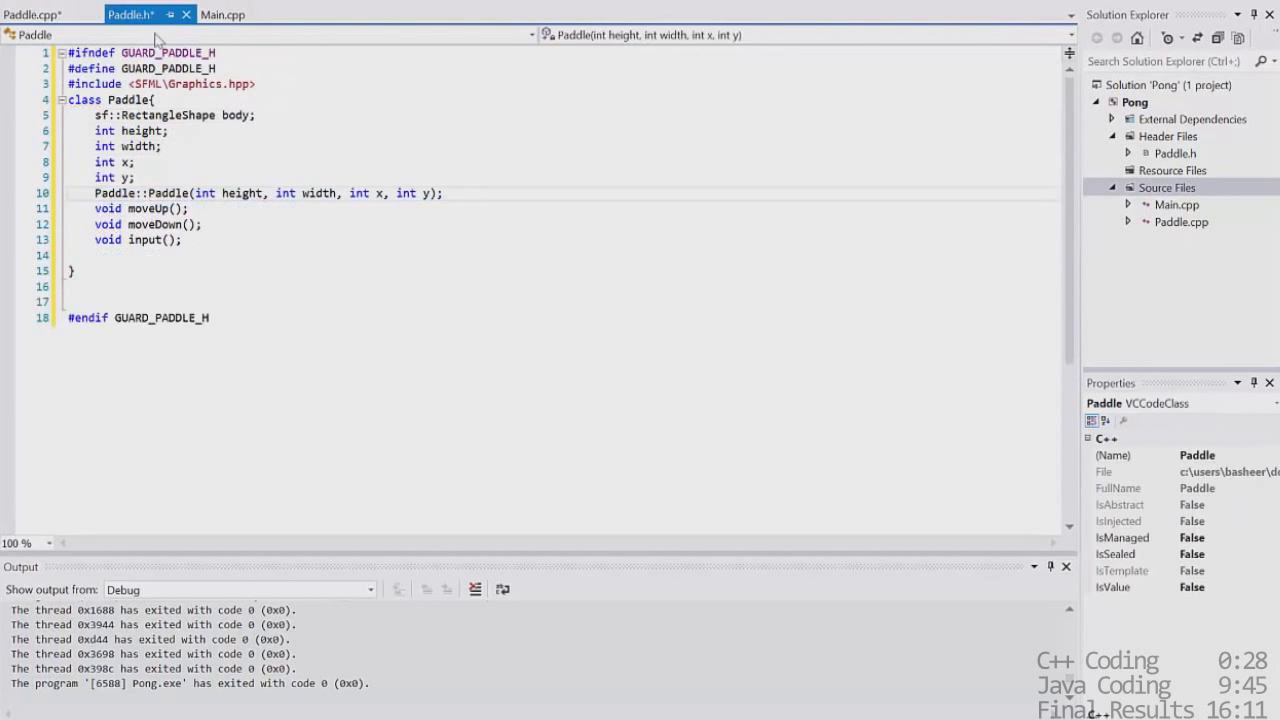 Paddle.cpp* Paddle.h* Main.cpp
Paddle Paddle(int height, int width, int x, int y)
1 #ifndef GUARD_PADDLE_H
2 #define GUARD_PADDLE_H
3 #include <SFML\Graphics.hpp>
4 class Paddle{
5 sf::RectangleShape body;
6 int height;
7 int width;
8 int x;
9 int y;
10 Paddle::Paddle(int height, int width, int x, int y);
11 void moveUp();
12 void moveDown();
13 void input();
14
15 }
16
17
18 #endif GUARD_PADDLE_H
100 %
Output
Show output from: Debug
The thread 0x1688 has exited with code 0 (0x0).
The thread 0x3944 has exited with code 0 (0x0).
The thread 0xd44 has exited with code 0 (0x0).
The thread 0x3698 has exited with code 0 (0x0).
The thread 0x398c has exited with code 0 (0x0).
The program '[6588] Pong.exe' has exited with code 0 (0x0).
Solution Explorer
Search Solution Explorer (Ctrl+;)
Solution 'Pong' (1 project)
Pong
External Dependencies
Header Files
Paddle.h
Resource Files
Source Files
Main.cpp
Paddle.cpp
Properties
Paddle VCCodeClass
C++
(Name) Paddle
File c:\users\basheer\do
FullName Paddle
IsAbstract False
IsInjected False
IsManaged False
IsSealed False
IsTemplate False
IsValue False
C++ Coding 0:28
Java Coding 9:45
Final Results 16:11
C++